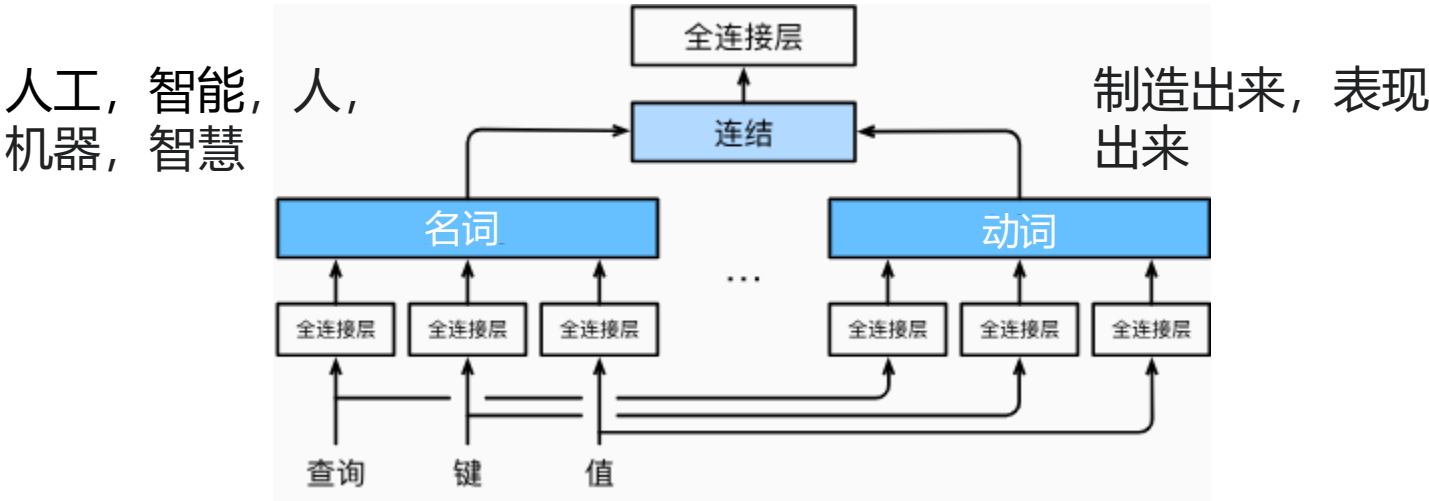 全连接层
人工，智能，人，
机器，智慧
制造出来，表现
出来
连结
名词
动词
...
全连接层 全连接层 全连接层 全连接层 全连接层 全连接层
查询 键 值